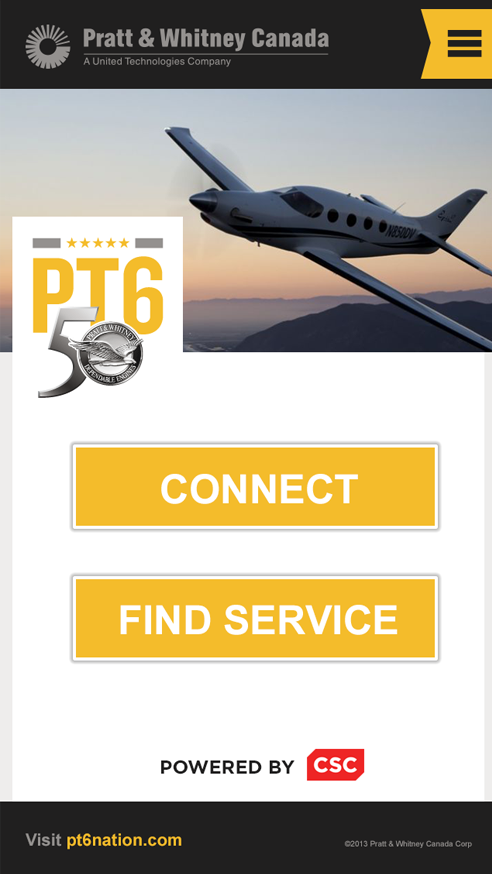 Pratt & Whitney Canada
A United Technologies Company
N850DV
PT6
50
PRATT & WHITNEY
DEPENDABLE ENGINES
CONNECT
FIND SERVICE
POWERED BY CSC
Visit pt6nation.com
©2013 Pratt & Whitney Canada Corp